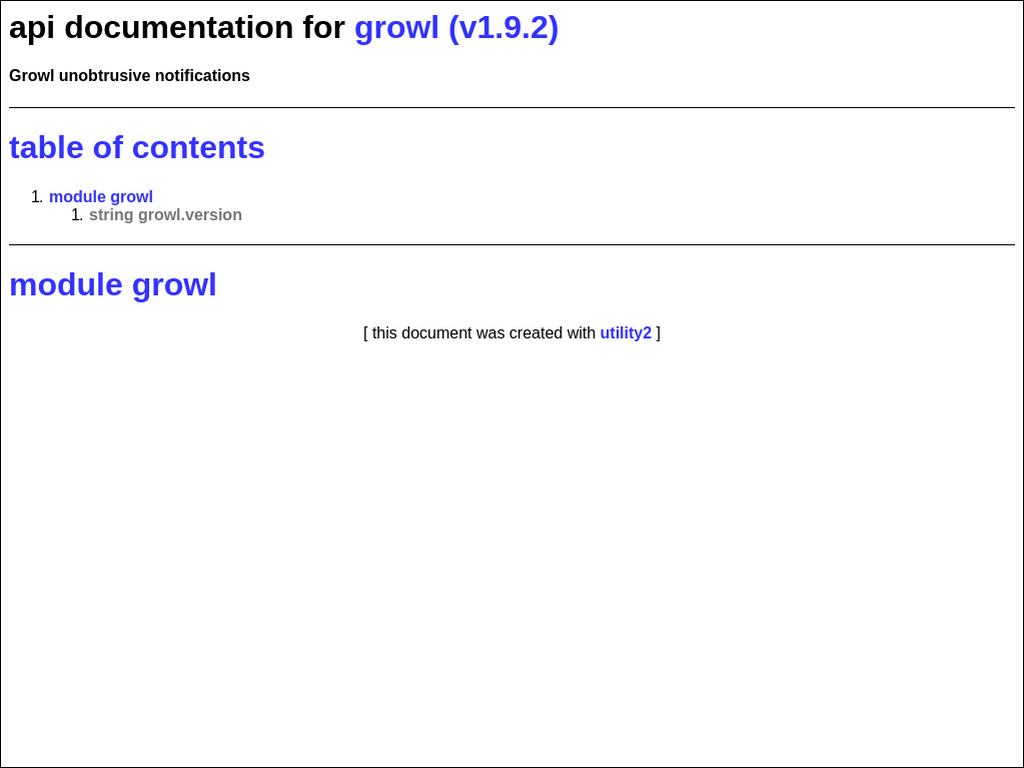 api documentation for growl (v1.9.2)
Growl unobtrusive notifications
table of contents
1. module growl
1. string growl.version
module growl
[ this document was created with utility2 ]